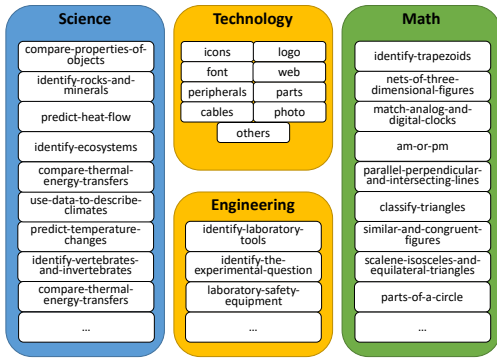 Science
compare-properties-of-
objects
identify-rocks-and-
minerals
predict-heat-flow
identify-ecosystems
compare-thermal-
energy-transfers
use-data-to-describe-
climates
predict-temperature-
changes
identify-vertebrates-
and-invertebrates
compare-thermal-
energy-transfers
...
Technology
icons
logo
font
web
peripherals
parts
cables
photo
others
Engineering
identify-laboratory-
tools
identify-the-
experimental-question
laboratory-safety-
equipment
...
Math
identify-trapezoids
nets-of-three-
dimensional-figures
match-analog-and-
digital-clocks
am-or-pm
parallel-perpendicular-
and-intersecting-lines
classify-triangles
similar-and-congruent-
figures
scalene-isosceles-and-
equilateral-triangles
parts-of-a-circle
...